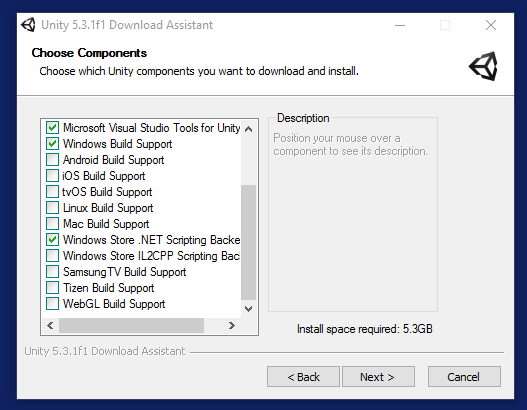 Unity 5.3.1f1 Download Assistant
Choose Components
Choose which Unity components you want to download and install.
Microsoft Visual Studio Tools for Unity
Windows Build Support
Android Build Support
iOS Build Support
tvOS Build Support
Linux Build Support
Mac Build Support
Windows Store .NET Scripting Backe
Windows Store IL2CPP Scripting Bac
SamsungTV Build Support
Tizen Build Support
WebGL Build Support
Description
Position your mouse over a
component to see its description.
Install space required: 5.3GB
Unity 5.3.1f1 Download Assistant
< Back
Next >
Cancel